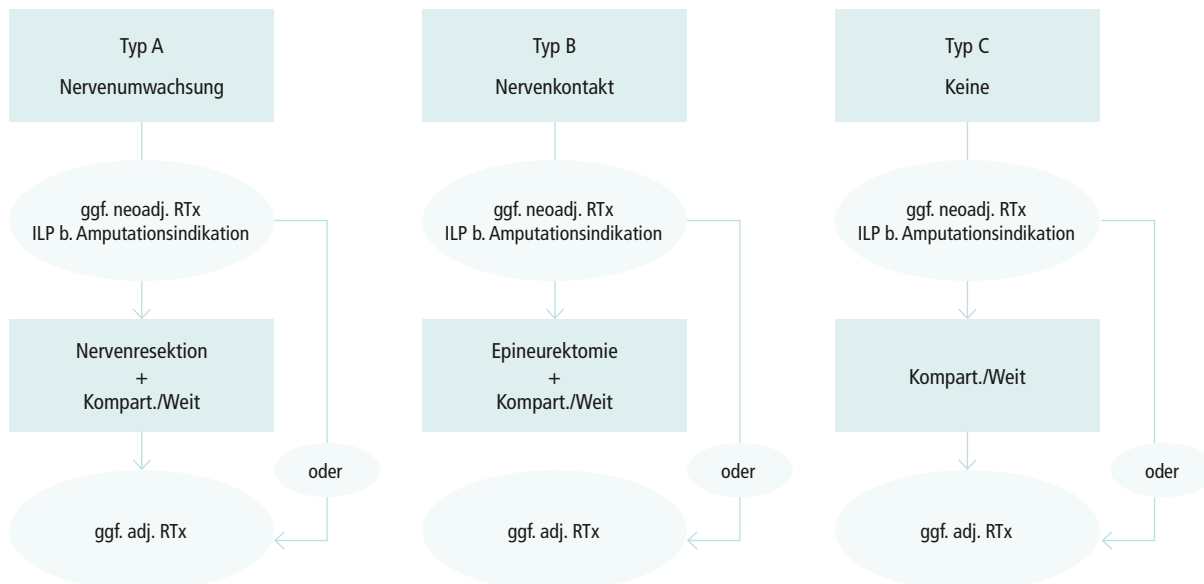 Typ A
Nervenumwachsung
ggf. neoadj. RTx
ILP b. Amputationsindikation
Nervenresektion
+
Kompart./Weit
oder
ggf. adj. RTx
Typ B
Nervenkontakt
ggf. neoadj. RTx
ILP b. Amputationsindikation
Epineurektomie
+
Kompart./Weit
oder
ggf. adj. RTx
Typ C
Keine
ggf. neoadj. RTx
ILP b. Amputationsindikation
Kompart./Weit
oder
ggf. adj. RTx